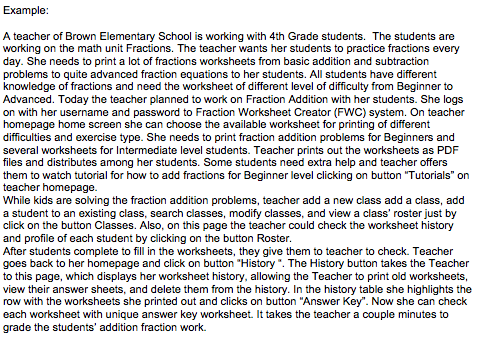 Example:
A teacher of Brown Elementary School is working with 4th Grade students.  The students are
working on the math unit Fractions. The teacher wants her students to practice fractions every
day. She needs to print a lot of fractions worksheets from basic addition and subtraction
problems to quite advanced fraction equations to her students. All students have different
knowledge of fractions and need the worksheet of different level of difficulty from Beginner to
Advanced. Today the teacher planned to work on Fraction Addition with her students. She logs
on with her username and password to Fraction Worksheet Creator (FWC) system. On teacher
homepage home screen she can choose the available worksheet for printing of different
difficulties and exercise type. She needs to print fraction addition problems for Beginners and
several worksheets for Intermediate level students. Teacher prints out the worksheets as PDF
files and distributes among her students. Some students need extra help and teacher offers
them to watch tutorial for how to add fractions for Beginner level clicking on button “Tutorials” on
teacher homepage.
While kids are solving the fraction addition problems, teacher add a new class add a class, add
a student to an existing class, search classes, modify classes, and view a class’ roster just by
click on the button Classes. Also, on this page the teacher could check the worksheet history
and profile of each student by clicking on the button Roster.
After students complete to fill in the worksheets, they give them to teacher to check. Teacher
goes back to her homepage and click on button “History “. The History button takes the Teacher
to this page, which displays her worksheet history, allowing the Teacher to print old worksheets,
view their answer sheets, and delete them from the history. In the history table she highlights the
row with the worksheets she printed out and clicks on button “Answer Key”. Now she can check
each worksheet with unique answer key worksheet. It takes the teacher a couple minutes to
grade the students’ addition fraction work.